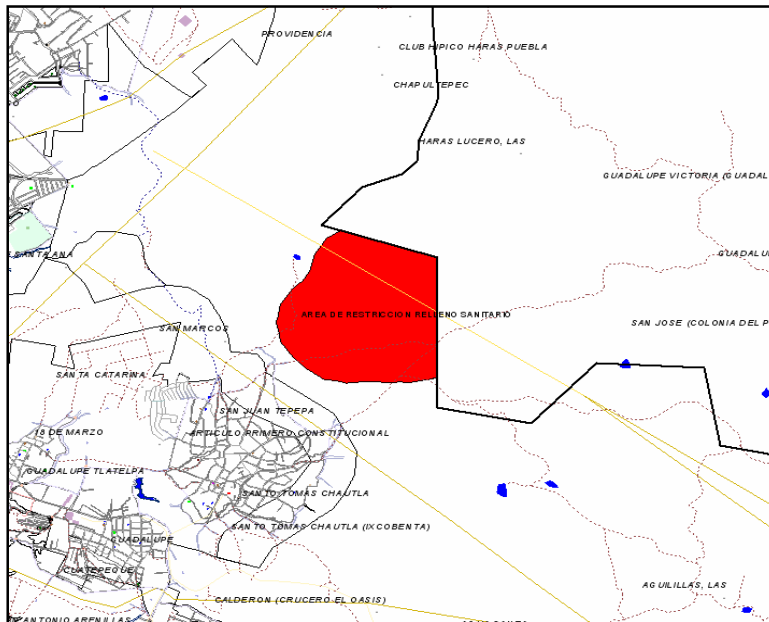 PROVIDENCIA
CLUB HIPICO HARAS PUEBLA
CHAPULTEPEC
HARAS LUCERO, LAS
GUADALUPE VICTORIA (GUADAL
SANTA ANA
GUADALU
AREA DE RESTRICCION RELLENO SANITARIO
SAN MARCOS
SAN JOSE (COLONIA DEL P
SANTA CATARINA
SAN JUAN TEPEPA
ARTICULO PRIMERO CONSTITUCIONAL
18 DE MARZO
GUADALUPE TLATELPA
SANTO TOMAS CHAUTLA
SANTO TOMAS CHAUTLA (IXCOBENTA)
GUADALUPE
CUATEPEQUE
AGUILILLAS, LAS
CALDERON (CRUCERO EL OASIS)
ANTONIO ARENILLAS